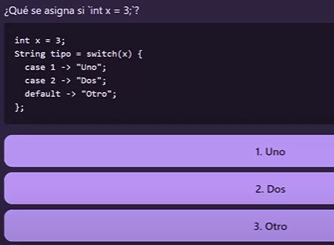 ¿Qué se asigna si `int x = 3;`?
int x = 3;
String tipo = switch(x) {
  case 1 -> "Uno";
  case 2 -> "Dos";
  default -> "Otro";
};
1. Uno
2. Dos
3. Otro